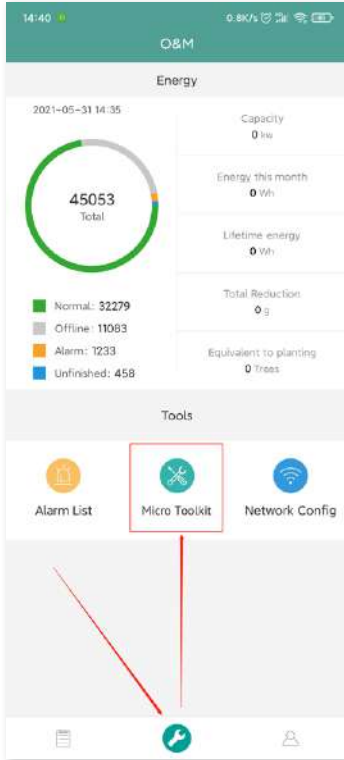 14:40
0.8K/s
O&M
Energy
2021-05-31 14:35
45053
Total
Normal: 32279
Offline: 11083
Alarm: 1233
Unfinished: 458
Capacity
0
Energy this month
0 Wh
Lifetime energy
0 Wh
Total Reduction
0 g
Equivalent to planting
0 Trees
Tools
Alarm List
Micro Toolkit
Network Config